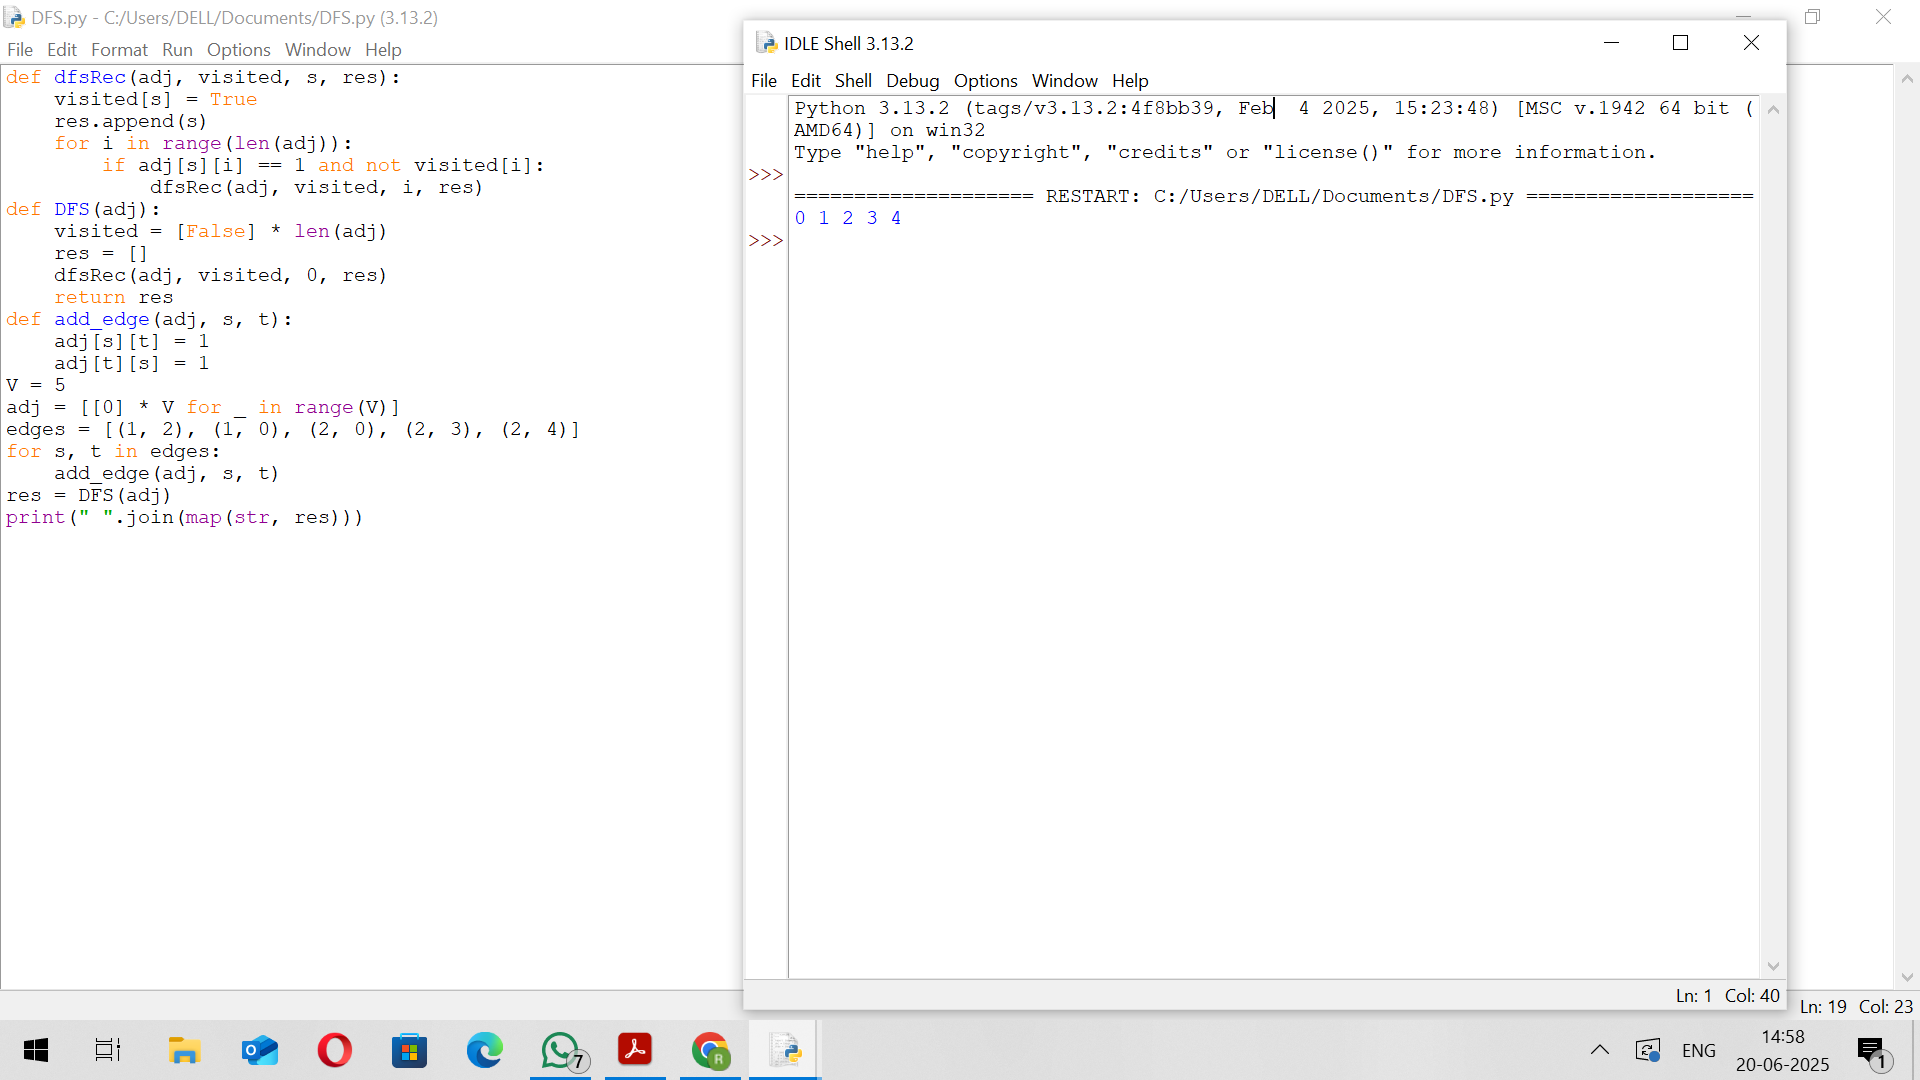 DFS.py - C:/Users/DELL/Documents/DFS.py (3.13.2)
File Edit Format Run Options Window Help
def dfsRec(adj, visited, s, res):
    visited[s] = True
    res.append(s)
    for i in range(len(adj)):
        if adj[s][i] == 1 and not visited[i]:
            dfsRec(adj, visited, i, res)
def DFS(adj):
    visited = [False] * len(adj)
    res = []
    dfsRec(adj, visited, 0, res)
    return res
def add_edge(adj, s, t):
    adj[s][t] = 1
    adj[t][s] = 1
V = 5
adj = [[0] * V for _ in range(V)]
edges = [(1, 2), (1, 0), (2, 0), (2, 3), (2, 4)]
for s, t in edges:
    add_edge(adj, s, t)
res = DFS(adj)
print(" ".join(map(str, res)))
IDLE Shell 3.13.2
File Edit Shell Debug Options Window Help
Python 3.13.2 (tags/v3.13.2:4f8bb39, Feb  4 2025, 15:23:48) [MSC v.1942 64 bit (
AMD64)] on win32
Type "help", "copyright", "credits" or "license()" for more information.
>>>
==================== RESTART: C:/Users/DELL/Documents/DFS.py ===================
0 1 2 3 4
>>>
Ln: 1 Col: 40
Ln: 19 Col: 23
7
R
ENG
14:58
20-06-2025
1